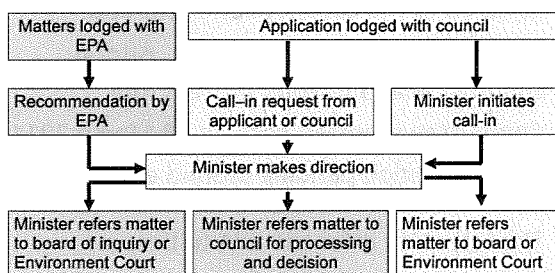 Matters lodged with
EPA
Application lodged with council
Recommendation by
EPA
Call–in request from
applicant or council
Minister initiates
call-in
Minister makes direction
Minister refers matter
to board of inquiry or
Environment Court
Minister refers matter to
council for processing
and decision
Minister refers
matter to board or
Environment Court